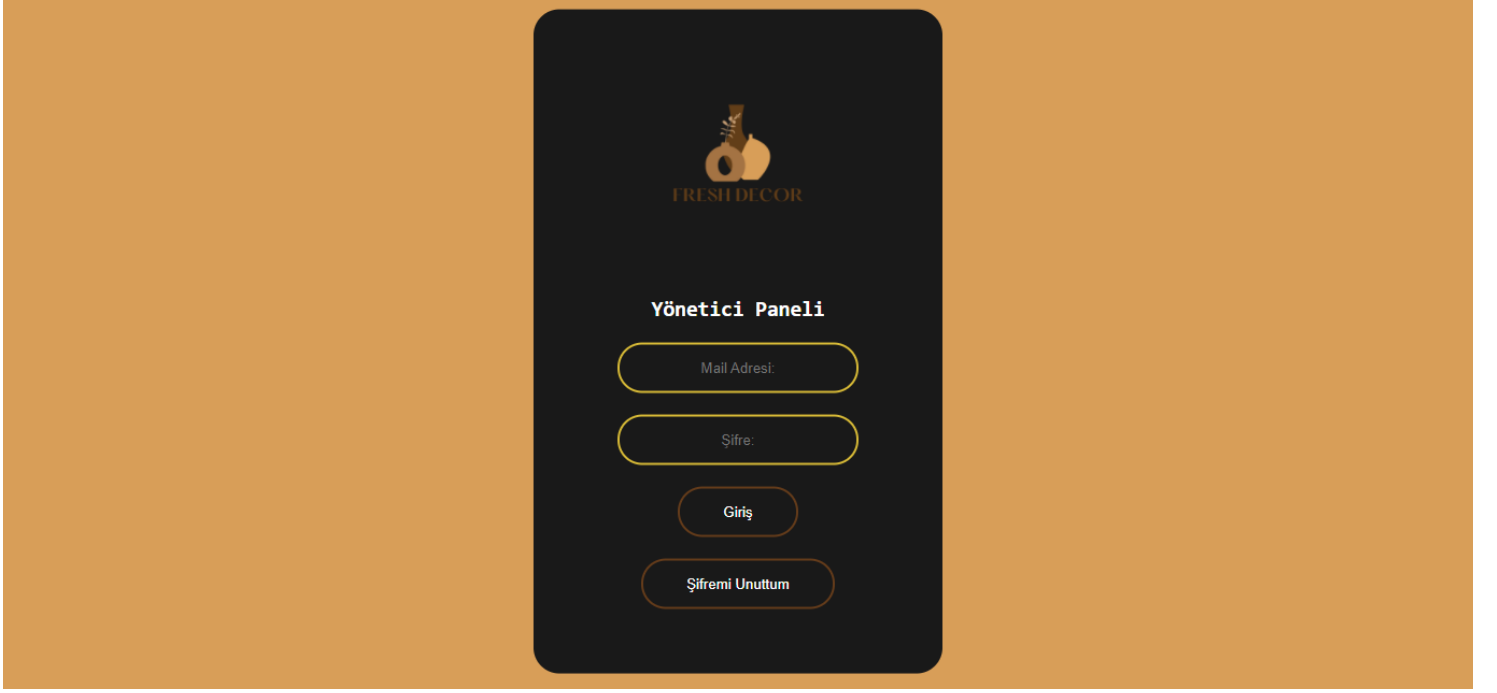 FRESH DECOR
Yönetici Paneli
Mail Adresi:
Şifre:
Giriş
Şifremi Unuttum